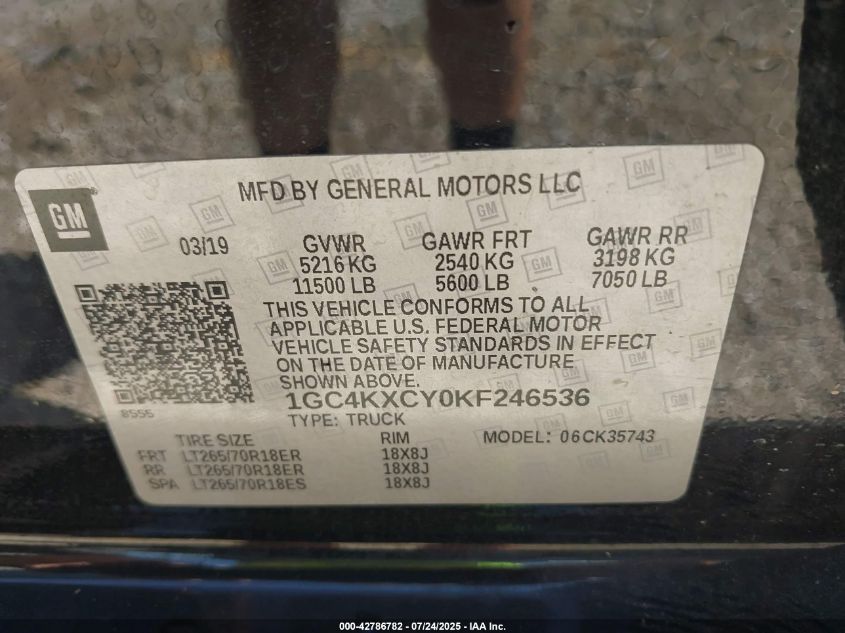 GM
MFD BY GENERAL MOTORS LLC
03/19 GVWR GAWR FRT GAWR RR
5216 KG 2540 KG 3198 KG
11500 LB 5600 LB 7050 LB
THIS VEHICLE CONFORMS TO ALL
APPLICABLE U.S. FEDERAL MOTOR
VEHICLE SAFETY STANDARDS IN EFFECT
ON THE DATE OF MANUFACTURE
SHOWN ABOVE.
8555
1GC4KXCY0KF246536
TYPE: TRUCK
TIRE SIZE RIM MODEL: 06CK35743
FRT LT265/70R18ER 18X8J
RR LT265/70R18ER 18X8J
SPA LT265/70R18ES 18X8J
000-42786782 - 07/24/2025 - IAA Inc.